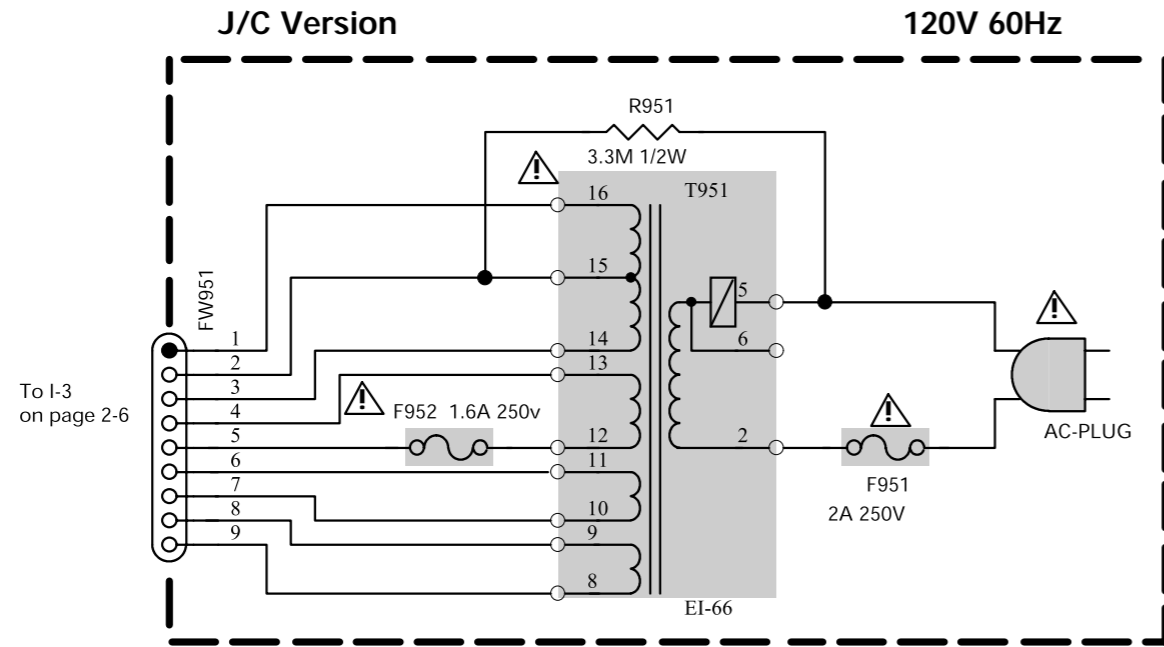 J/C Version
120V 60Hz
R951
3.3M 1/2W
T951
16
15
14
13
12
11
10
9
8
5
6
2
FW951
1
2
3
4
5
6
7
8
9
To I-3
on page 2-6
F952 1.6A 250v
F951
2A 250V
AC-PLUG
EI-66
!
!
!
!